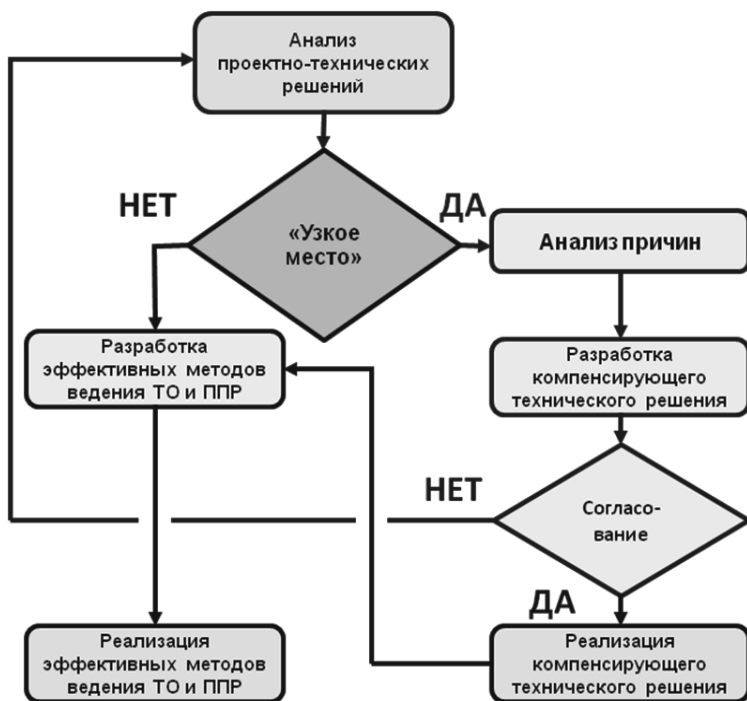 Анализ
проектно-технических
решений
НЕТ
ДА
«Узкое
место»
Анализ причин
Разработка
эффективных методов
ведения ТО и ППР
Разработка
компенсирующего
технического решения
НЕТ
Согласо-
вание
ДА
Реализация
эффективных методов
ведения ТО и ППР
Реализация
компенсирующего
технического решения